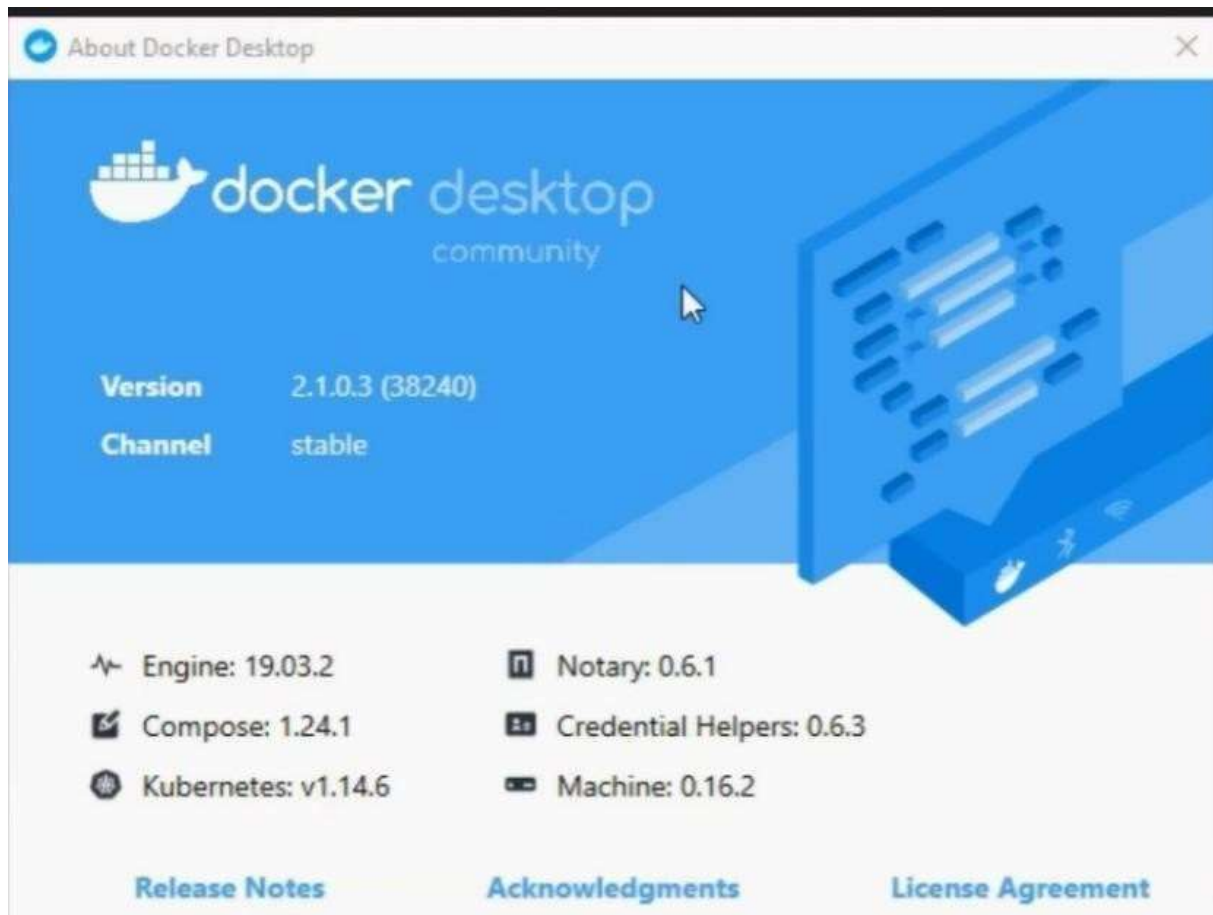 About Docker Desktop
docker desktop
community
Version 2.1.0.3 (38240)
Channel stable
Engine: 19.03.2 Notary: 0.6.1
Compose: 1.24.1 Credential Helpers: 0.6.3
Kubernetes: v1.14.6 Machine: 0.16.2
Release Notes Acknowledgments License Agreement